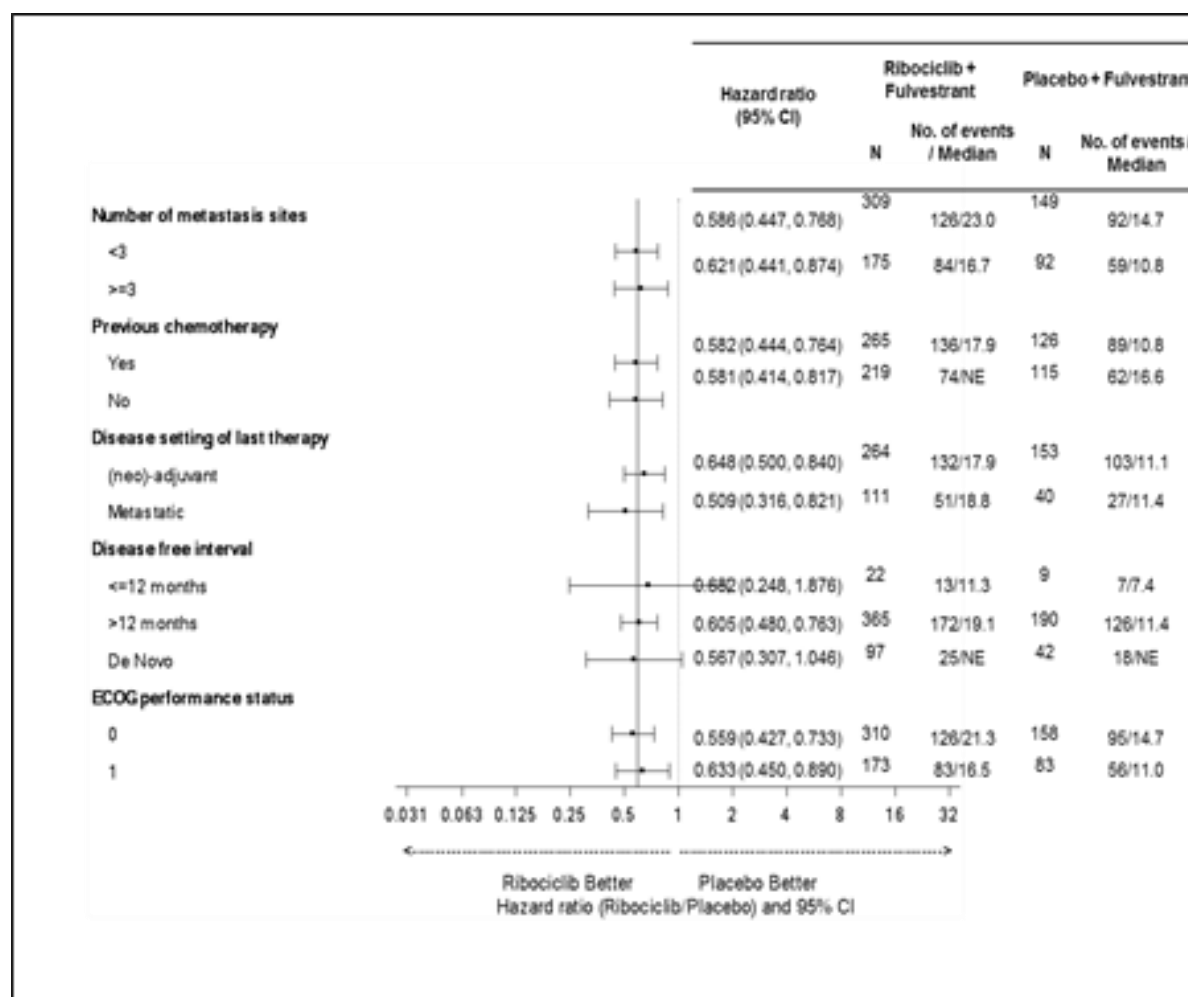 Hazard ratio (95% CI)
Ribociclib + Fulvestrant
Placebo + Fulvestran
N
No. of events / Median
N
No. of events / Median
Number of metastasis sites
0.586 (0.447, 0.768) 309 126/23.0 149 92/14.7
<3
0.621 (0.441, 0.874) 175 84/16.7 92 59/10.8
>=3
Previous chemotherapy
0.582 (0.444, 0.764) 265 136/17.9 126 89/10.8
Yes
0.581 (0.414, 0.817) 219 74/NE 115 62/16.6
No
Disease setting of last therapy
0.648 (0.500, 0.840) 264 132/17.9 153 103/11.1
(neo)-adjuvant
0.509 (0.316, 0.821) 111 51/18.8 40 27/11.4
Metastatic
Disease free interval
<=12 months 0.682 (0.248, 1.876) 22 13/11.3 9 7/7.4
>12 months 0.605 (0.480, 0.763) 365 172/19.1 190 126/11.4
De Novo 0.567 (0.307, 1.046) 97 25/NE 42 18/NE
ECOG performance status
0 0.559 (0.427, 0.733) 310 126/21.3 158 95/14.7
1 0.633 (0.450, 0.890) 173 83/16.5 83 56/11.0
0.031 0.063 0.125 0.25 0.5 1 2 4 8 16 32
Ribociclib Better Placebo Better
Hazard ratio (Ribociclib/Placebo) and 95% CI